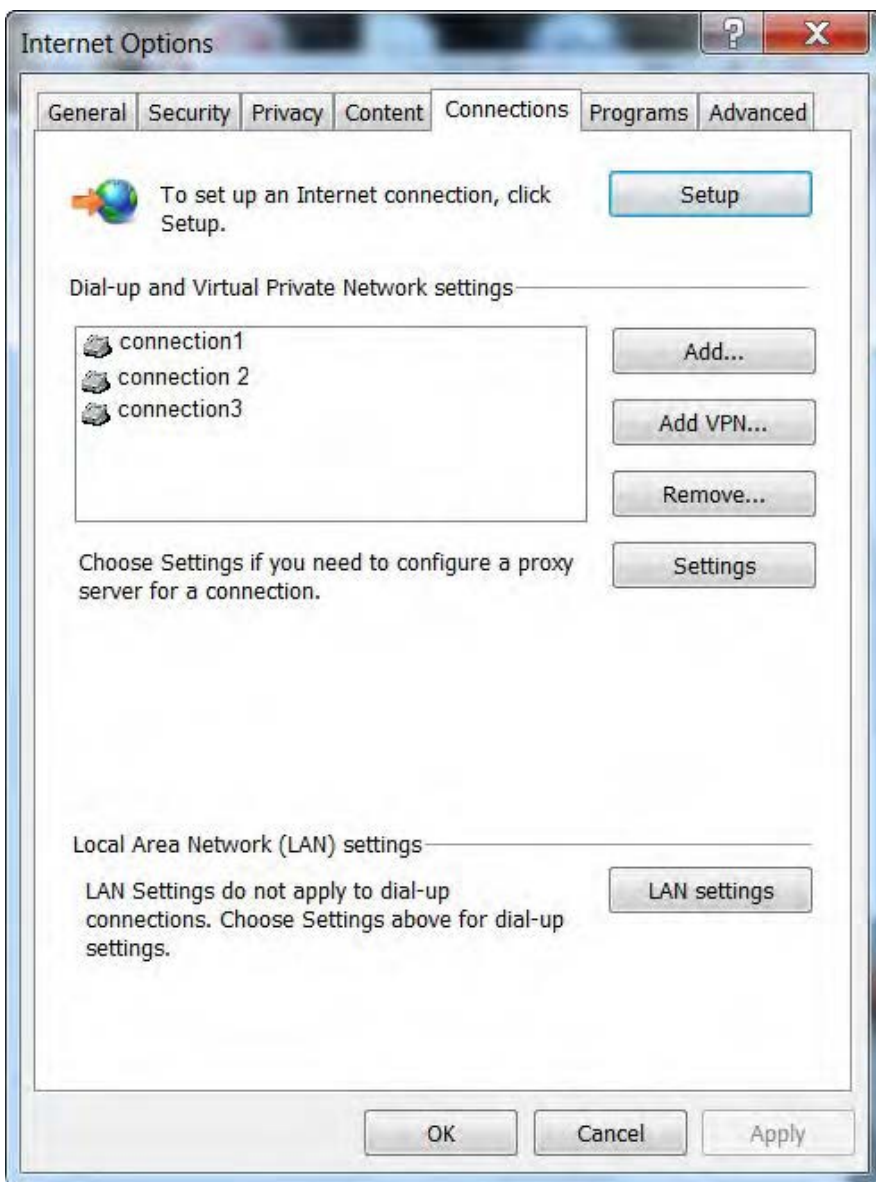 Internet Options
?
X
General Security Privacy Content Connections Programs Advanced
To set up an Internet connection, click
Setup.
Setup
Dial-up and Virtual Private Network settings
connection1
connection 2
connection3
Add...
Add VPN...
Remove...
Choose Settings if you need to configure a proxy
server for a connection.
Settings
Local Area Network (LAN) settings
LAN Settings do not apply to dial-up
connections. Choose Settings above for dial-up
settings.
LAN settings
OK Cancel Apply